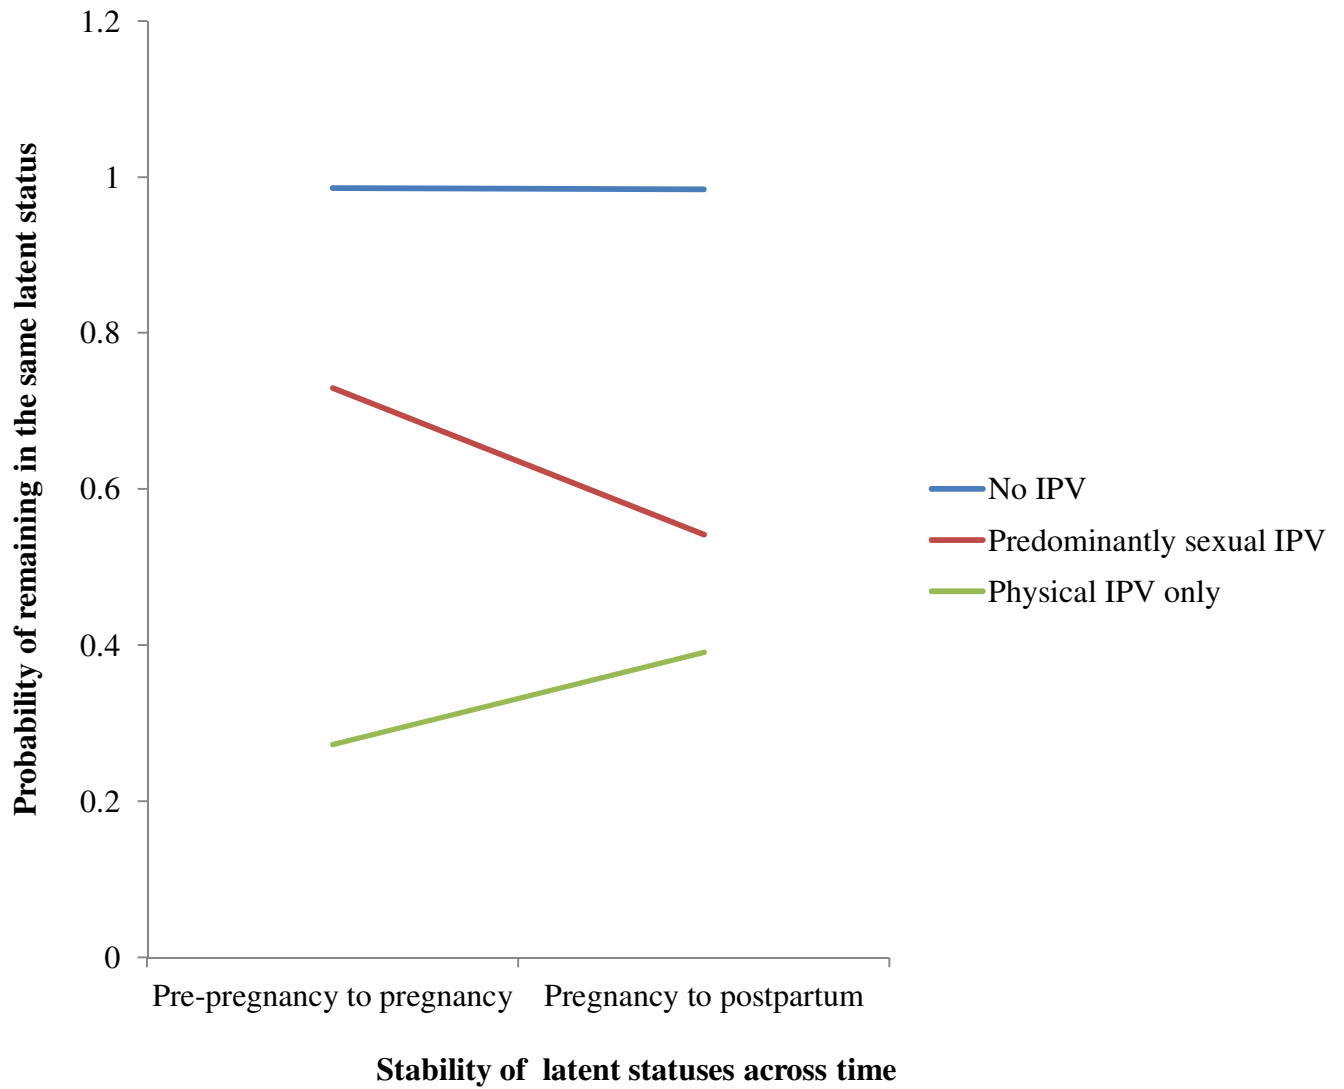 1.2
1
0.8
0.6
0.4
0.2
0
Probability of remaining in the same latent status
Pre-pregnancy to pregnancy
Pregnancy to postpartum
Stability of  latent statuses across time
No IPV
Predominantly sexual IPV
Physical IPV only